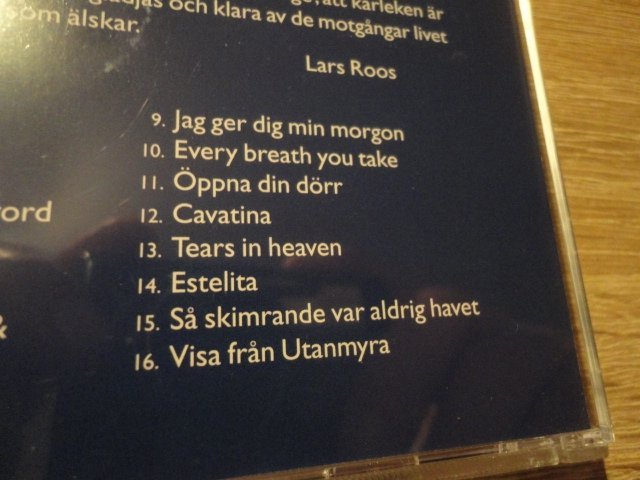 att kärleken är
och klara av de motgångar livet
som älskar.
Lars Roos
9. Jag ger dig min morgon
10. Every breath you take
11. Öppna din dörr
12. Cavatina
13. Tears in heaven
14. Estelita
15. Så skimrande var aldrig havet
16. Visa från Utanmyra
ord
&